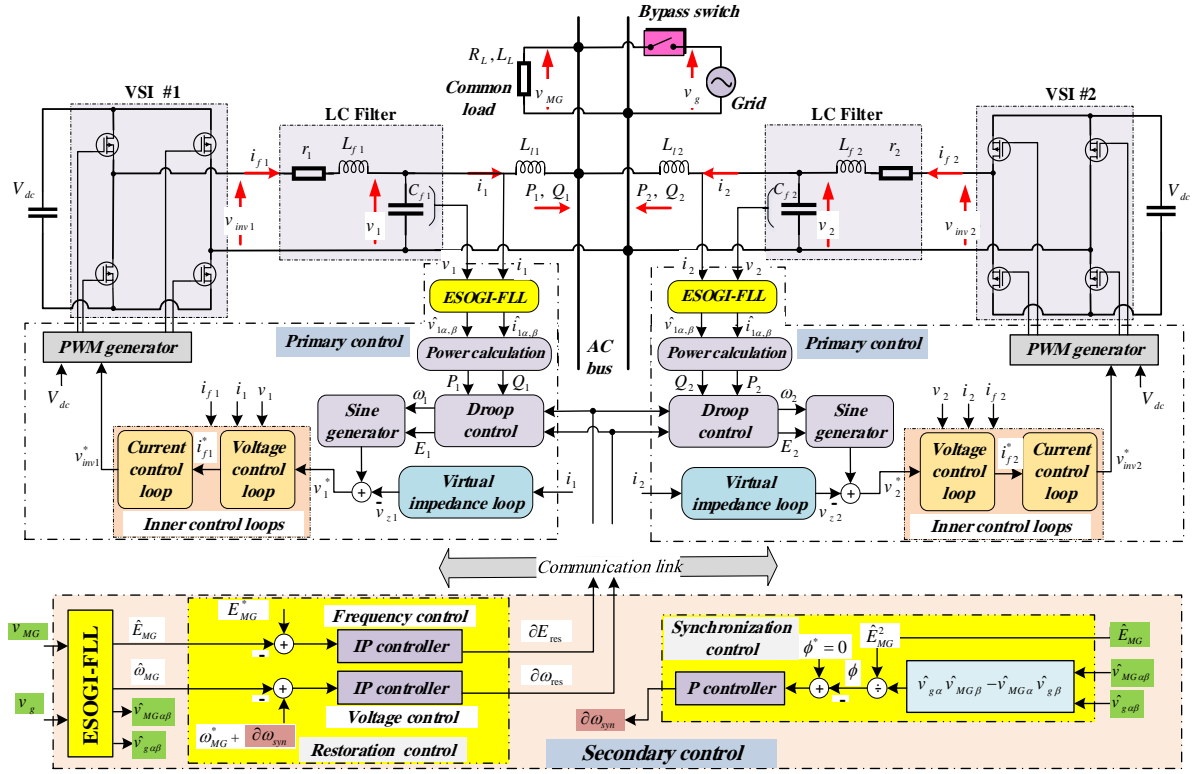 Bypass switch
R_L, L_L
Common load
v_MG
v_g
Grid
VSI #1
VSI #2
LC Filter
LC Filter
V_dc
i_f1
r_1
L_f1
i_1
L_l1
L_l2
i_2
L_f2
r_2
i_f2
V_dc
v_inv1
v_1
C_f1
P_1, Q_1
P_2, Q_2
C_f2
v_2
v_inv2
v_1
i_1
i_2
v_2
ESOGI-FLL
ESOGI-FLL
v̂_1α,β
î_1α,β
v̂_1α,β
î_1α,β
PWM generator
Primary control
Power calculation
AC bus
Power calculation
Primary control
PWM generator
V_dc
P_1
Q_1
Q_2
P_2
V_dc
i_f1
i_1
v_1
Sine generator
ω_1
E_1
Droop control
Droop control
ω_2
E_2
Sine generator
v_2
i_2
i_f2
v*_inv1
Current control loop
i*_f1
Voltage control loop
v*_1
+
-
v_z1
Virtual impedance loop
i_1
i_2
Virtual impedance loop
-
v_z2
+
v*_2
Voltage control loop
i*_f2
Current control loop
v*_inv2
Inner control loops
Inner control loops
Communication link
v_MG
v_g
ESOGI-FLL
Ê_MG
ω̂_MG
v̂_MGαβ
v̂_gαβ
E*_MG
Frequency control
+
-
IP controller
∂E_res
+
-
IP controller
∂ω_res
Voltage control
ω*_MG + ∂ω_syn
Restoration control
Synchronization control
ϕ* = 0
Ê²_MG
Ê_MG
P controller
+
-
ϕ
÷
v̂_gα v̂_MGβ − v̂_MGα v̂_gβ
v̂_MGαβ
v̂_gαβ
∂ω_syn
Secondary control